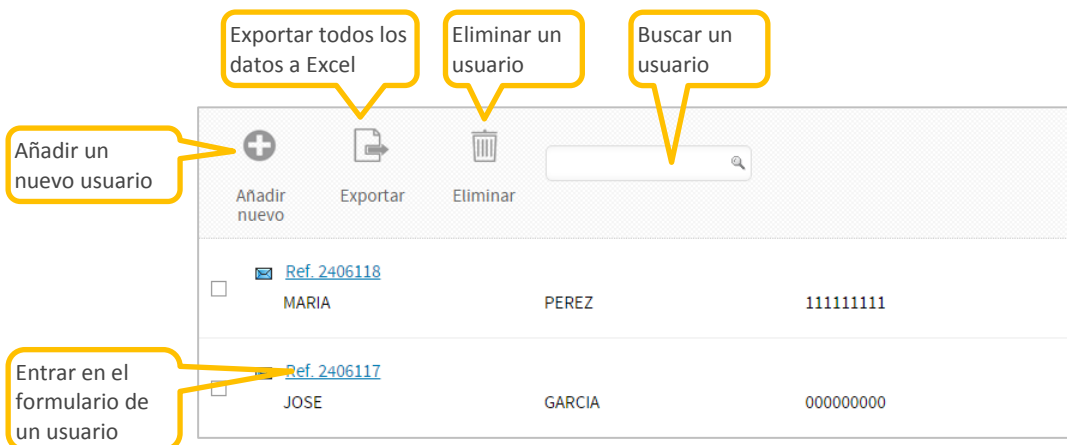 Exportar todos los
datos a Excel
Eliminar un
usuario
Buscar un
usuario
Añadir un
nuevo usuario
Añadir
nuevo
Exportar
Eliminar
Ref. 2406118
MARIA PEREZ 111111111
Entrar en el
formulario de
un usuario
Ref. 2406117
JOSE GARCIA 000000000